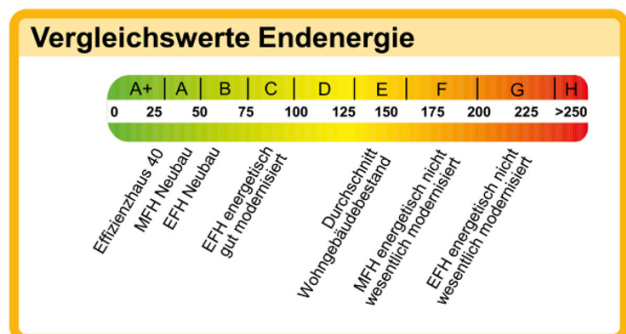 Vergleichswerte Endenergie
A+ A B C D E F G H
0 25 50 75 100 125 150 175 200 225 >250
Effizienzhaus 40
MFH Neubau
EFH Neubau
EFH energetisch
gut modernisiert
Durchschnitt
Wohngebäudebestand
MFH energetisch nicht
wesentlich modernisiert
EFH energetisch nicht
wesentlich modernisiert